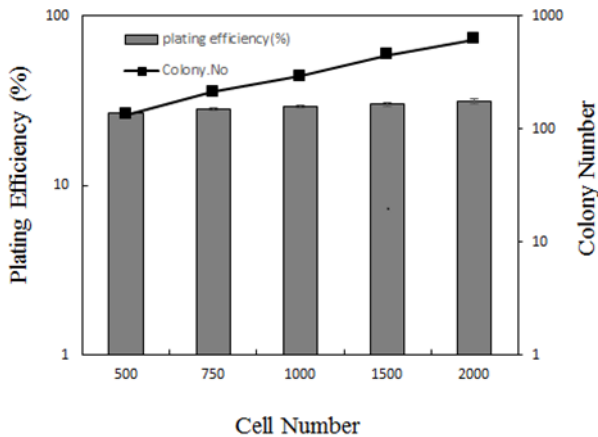 100
10
1
Plating Efficiency (%)
plating efficiency(%)
Colony.No
1000
100
10
1
Colony Number
500 750 1000 1500 2000
Cell Number